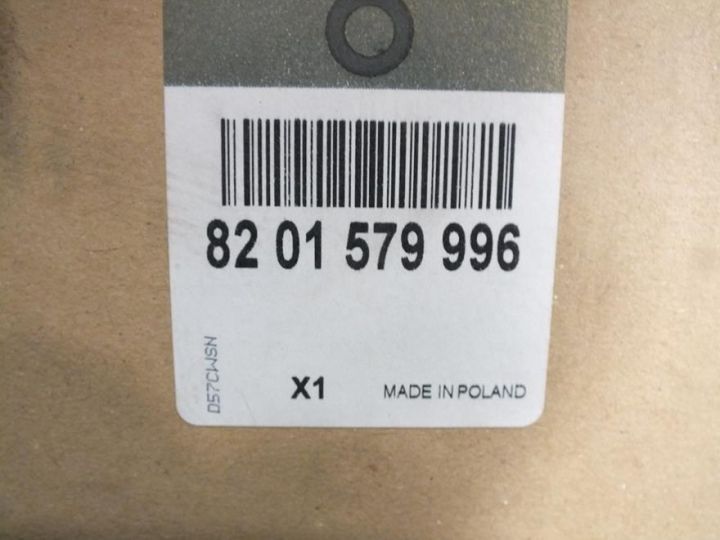 82 01 579 996
D57CWSN
X1
MADE IN POLAND